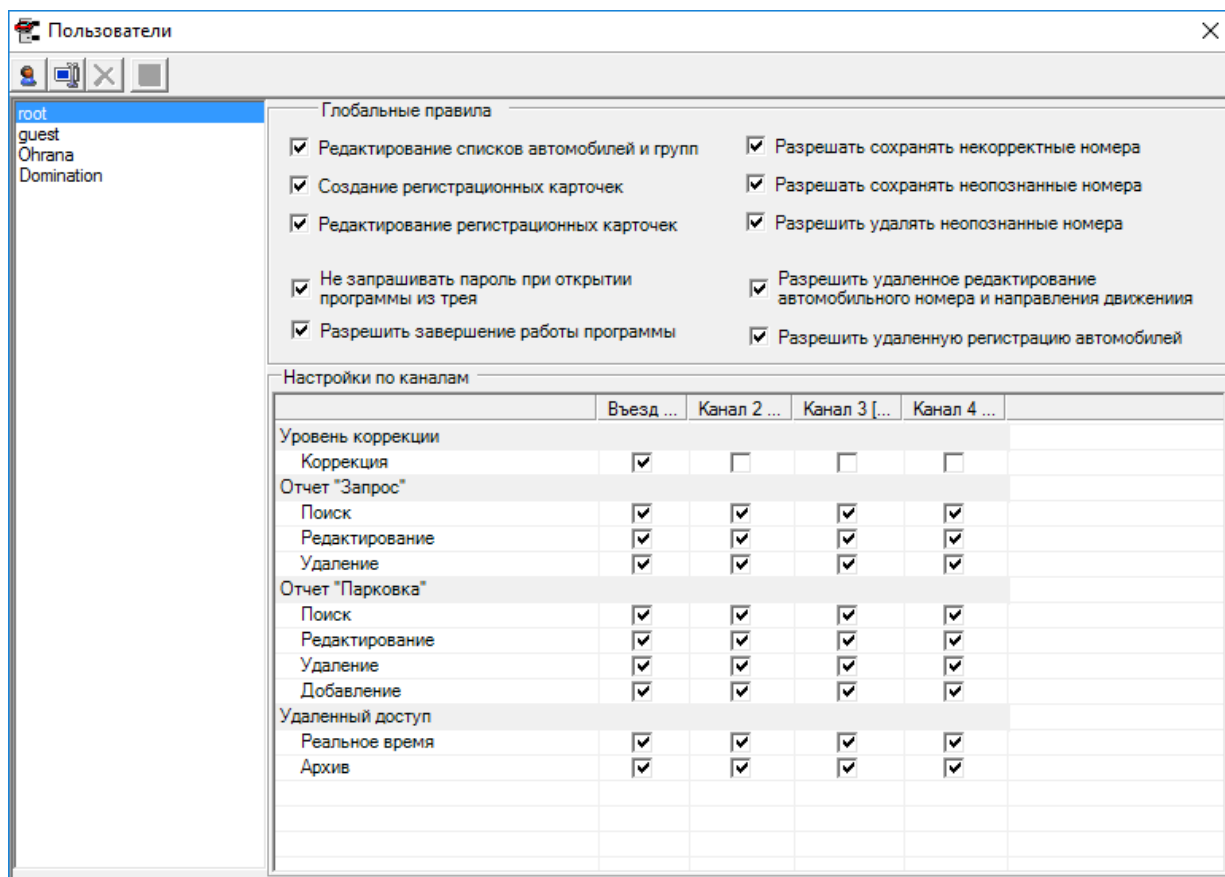 Пользователи
root
guest
Ohrana
Domination
Глобальные правила
Редактирование списков автомобилей и групп
Создание регистрационных карточек
Редактирование регистрационных карточек
Не запрашивать пароль при открытии
программы из трея
Разрешить завершение работы программы
Разрешать сохранять некорректные номера
Разрешать сохранять неопознанные номера
Разрешить удалять неопознанные номера
Разрешить удаленное редактирование
автомобильного номера и направления движениия
Разрешить удаленную регистрацию автомобилей
Настройки по каналам
Въезд ... Канал 2 ... Канал 3 [... Канал 4 ...
Уровень коррекции
Коррекция
Отчет "Запрос"
Поиск
Редактирование
Удаление
Отчет "Парковка"
Поиск
Редактирование
Удаление
Добавление
Удаленный доступ
Реальное время
Архив